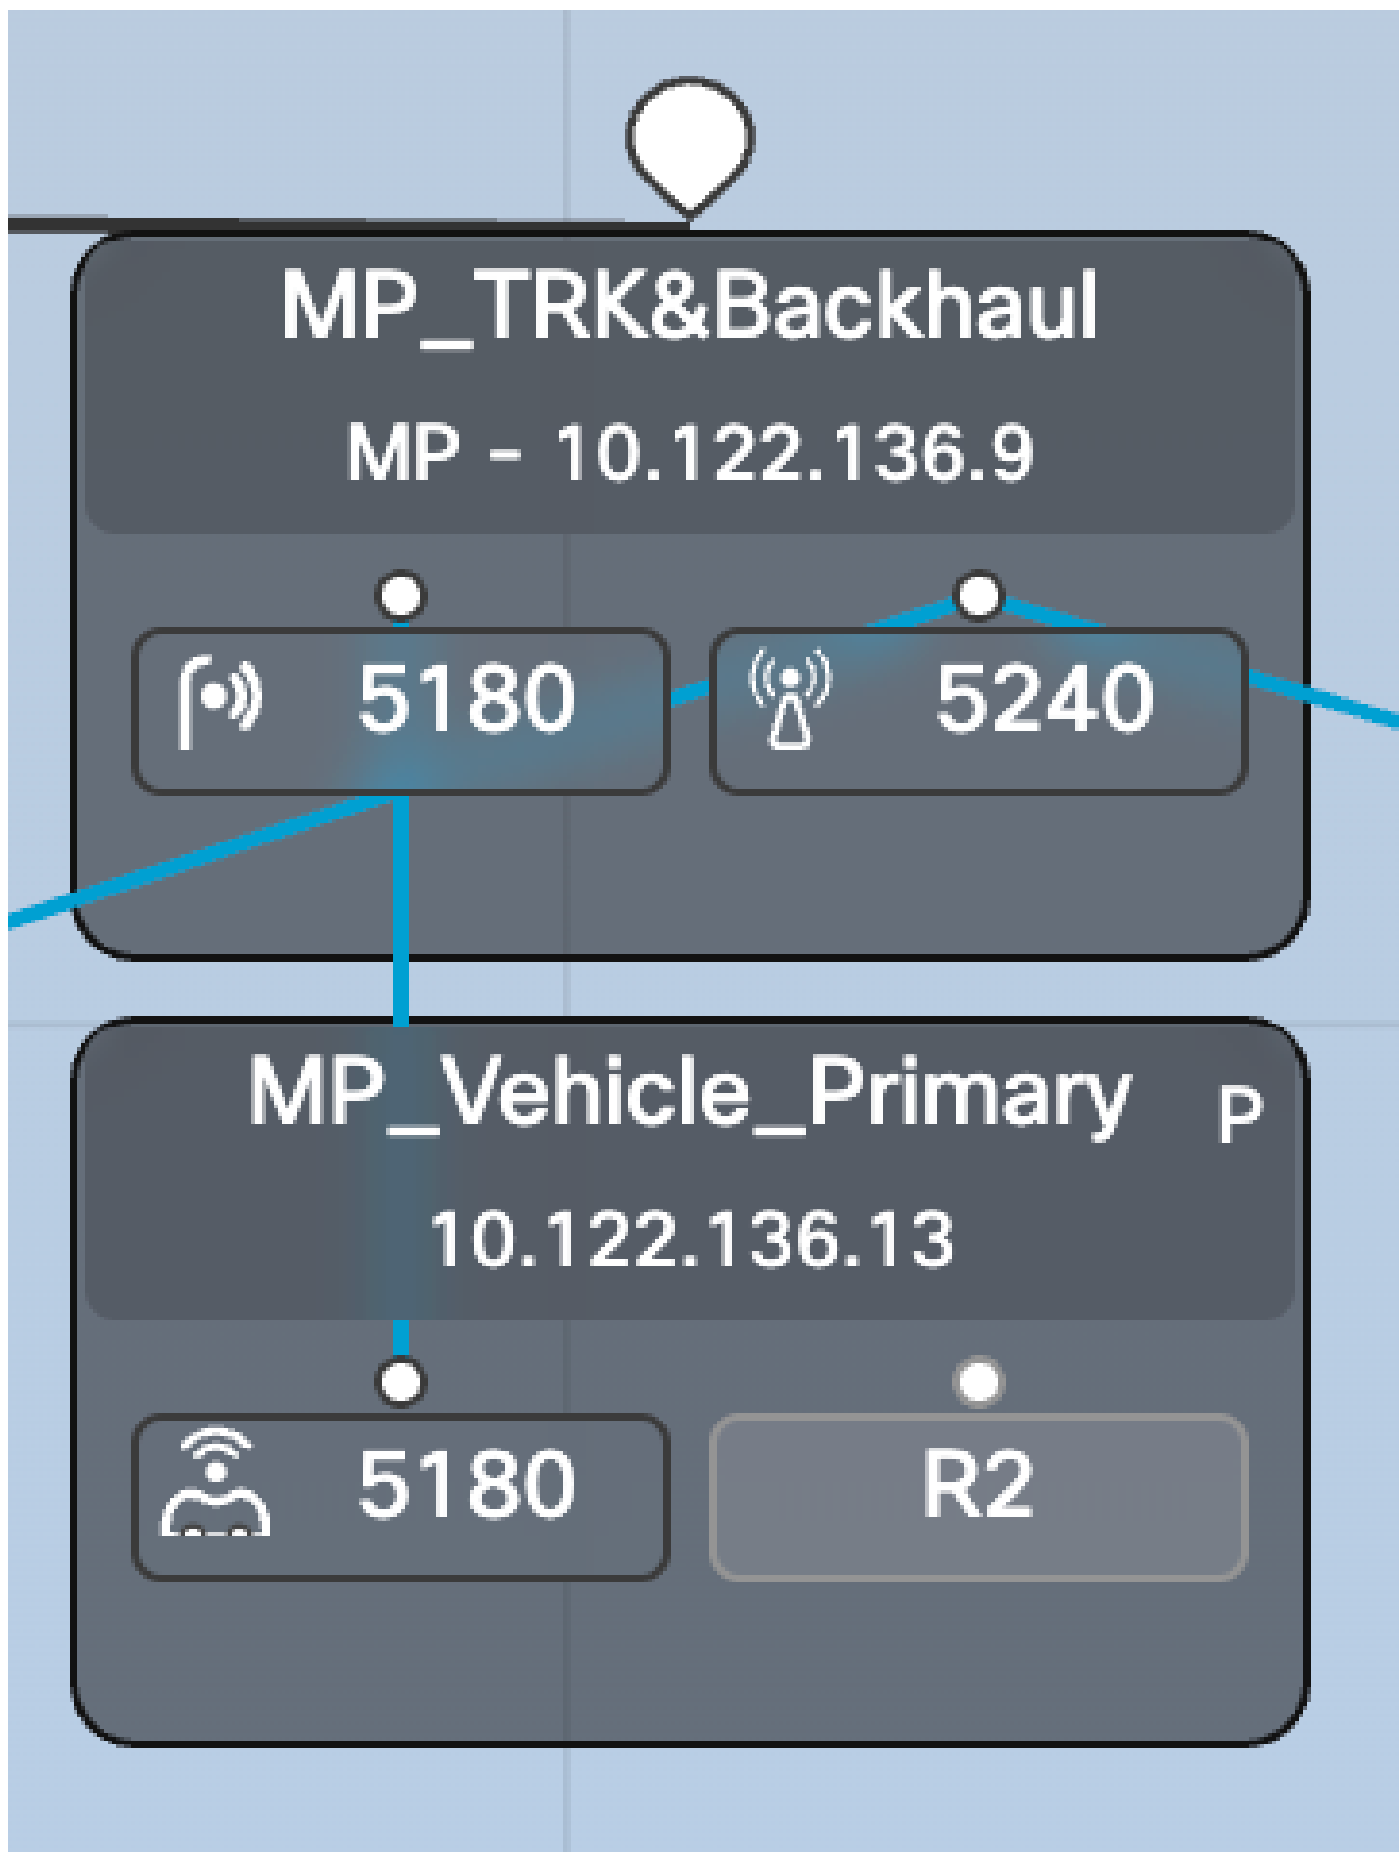 MP_TRK&Backhaul
MP - 10.122.136.9
5180 5240
MP_Vehicle_Primary P
10.122.136.13
5180 R2